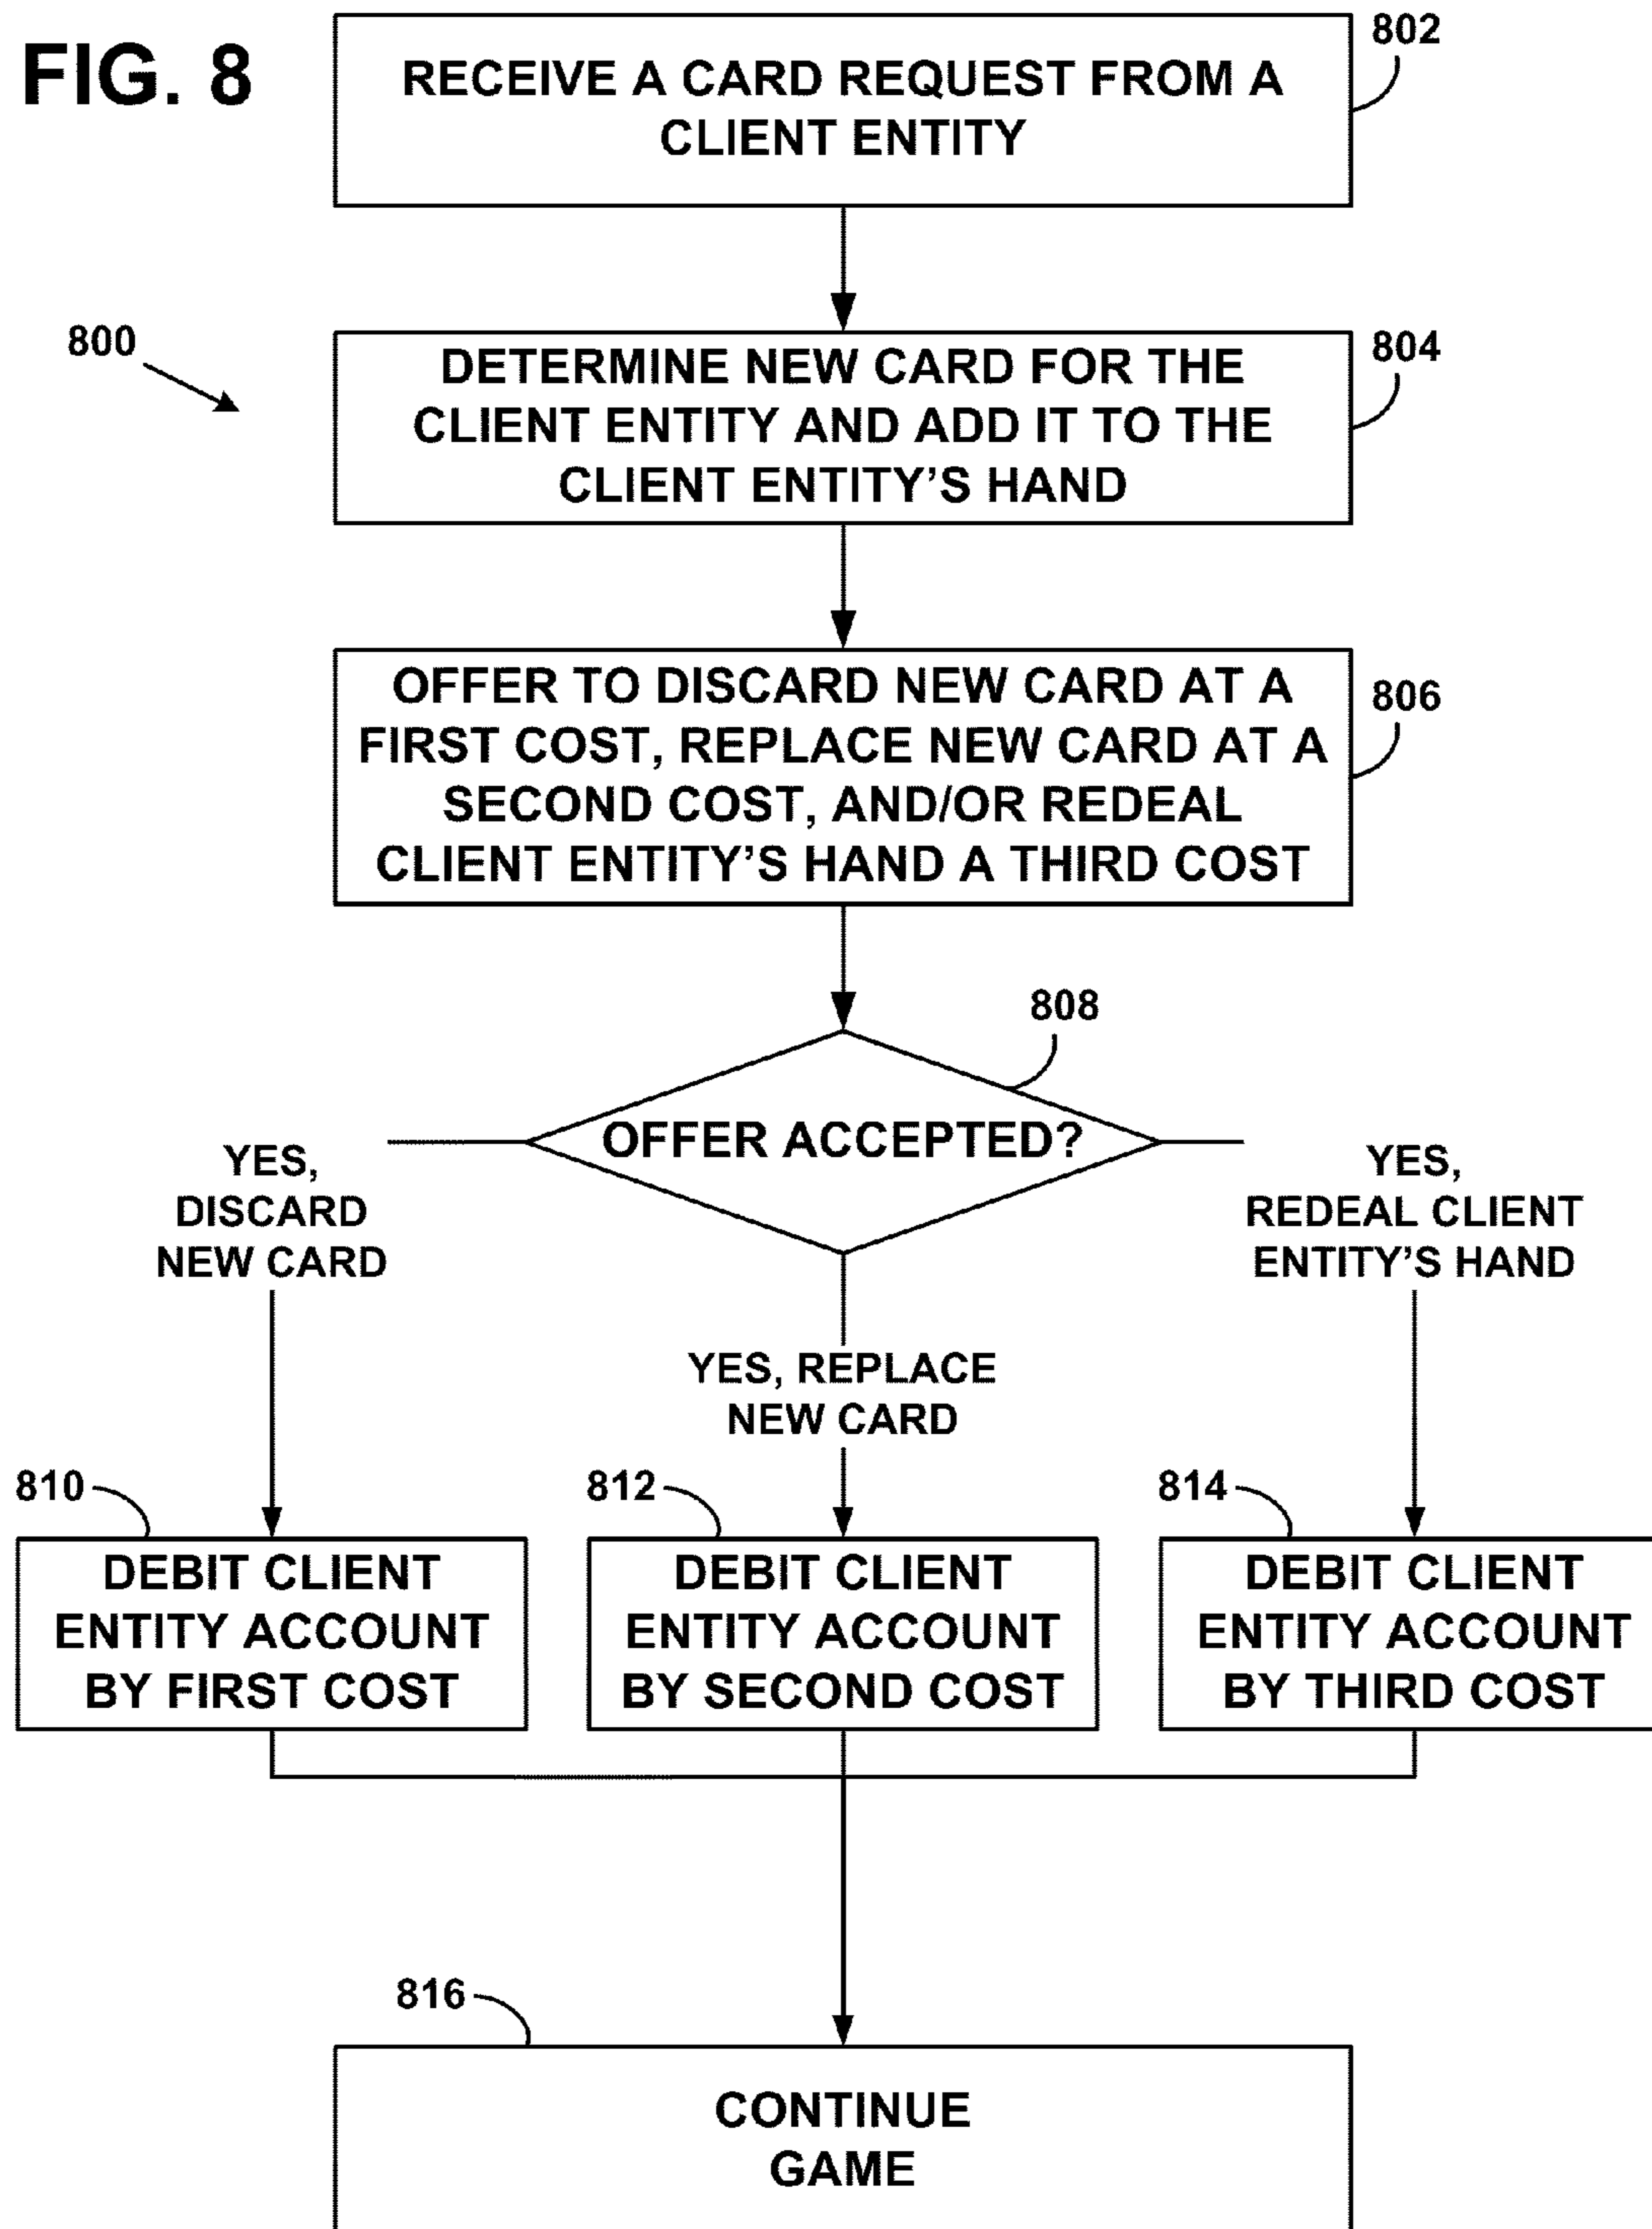 FIG. 8
802
RECEIVE A CARD REQUEST FROM A
CLIENT ENTITY
800
804
DETERMINE NEW CARD FOR THE
CLIENT ENTITY AND ADD IT TO THE
CLIENT ENTITY’S HAND
806
OFFER TO DISCARD NEW CARD AT A
FIRST COST, REPLACE NEW CARD AT A
SECOND COST, AND/OR REDEAL
CLIENT ENTITY’S HAND A THIRD COST
808
OFFER ACCEPTED?
YES,
DISCARD
NEW CARD
YES, REPLACE
NEW CARD
YES,
REDEAL CLIENT
ENTITY’S HAND
810
DEBIT CLIENT
ENTITY ACCOUNT
BY FIRST COST
812
DEBIT CLIENT
ENTITY ACCOUNT
BY SECOND COST
814
DEBIT CLIENT
ENTITY ACCOUNT
BY THIRD COST
816
CONTINUE
GAME